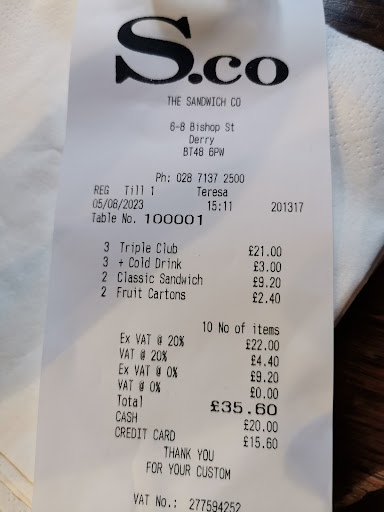 S.co
THE SANDWICH CO
6-8 Bishop St
Derry
BT48 6PW
Ph: 028 7137 2500
REG Till 1 Teresa
05/08/2023 15:11 201317
Table No. 100001
3 Triple Club £21.00
3 + Cold Drink £3.00
2 Classic Sandwich £9.20
2 Fruit Cartons £2.40
10 No of items
Ex VAT @ 20% £22.00
VAT @ 20% £4.40
Ex VAT @ 0% £9.20
VAT @ 0% £0.00
Total £35.60
CASH £20.00
CREDIT CARD £15.60
THANK YOU
FOR YOUR CUSTOM
VAT No.: 277594252